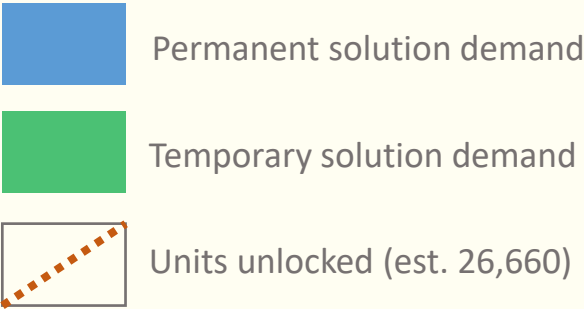 Permanent solution demand
Temporary solution demand
Units unlocked (est. 26,660)